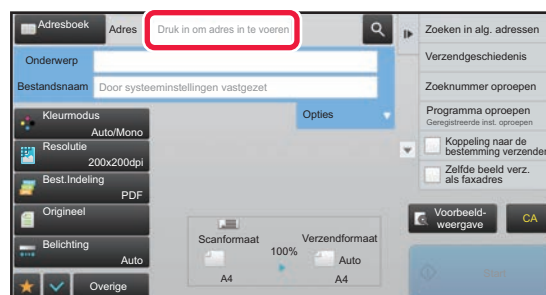 Adresboek
Adres
Druk in om adres in te voeren
Onderwerp
Bestandsnaam
Door systeeminstellingen vastgezet
Opties
Kleurmodus
Auto/Mono
Resolutie
200x200dpi
Best.Indeling
PDF
Origineel
Belichting
Auto
Overige
Scanformaat
100%
Verzendformaat
Auto
A4
A4
Zoeken in alg. adressen
Verzendgeschiedenis
Zoeknummer oproepen
Programma oproepen
Geregistreerde inst. oproepen
Koppeling naar de
bestemming verzenden
Zelfde beeld verz.
als faxadres
Voorbeeld-
weergave
CA
Start